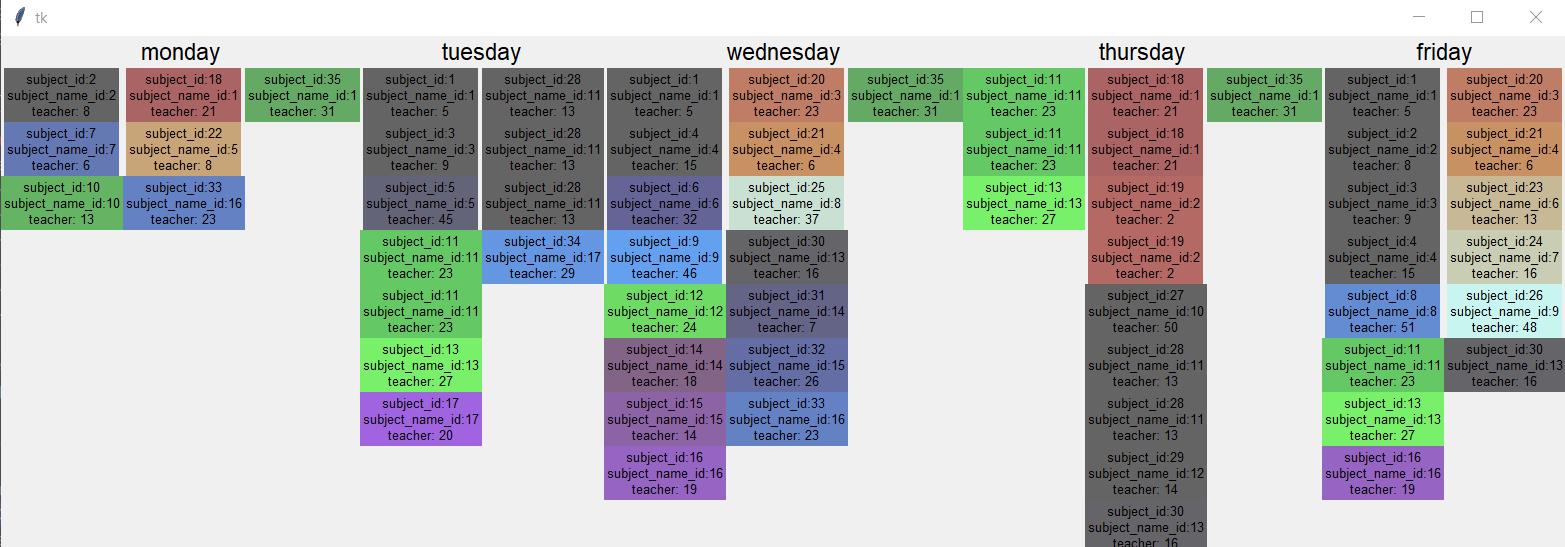 tk
monday
tuesday
wednesday
thursday
friday
subject_id:2
subject_name_id:2
teacher: 8
subject_id:7
subject_name_id:7
teacher: 6
subject_id:10
subject_name_id:10
teacher: 13
subject_id:18
subject_name_id:1
teacher: 21
subject_id:22
subject_name_id:5
teacher: 8
subject_id:33
subject_name_id:16
teacher: 23
subject_id:35
subject_name_id:1
teacher: 31
subject_id:1
subject_name_id:1
teacher: 5
subject_id:3
subject_name_id:3
teacher: 9
subject_id:5
subject_name_id:5
teacher: 45
subject_id:11
subject_name_id:11
teacher: 23
subject_id:11
subject_name_id:11
teacher: 23
subject_id:13
subject_name_id:13
teacher: 27
subject_id:17
subject_name_id:17
teacher: 20
subject_id:28
subject_name_id:11
teacher: 13
subject_id:28
subject_name_id:11
teacher: 13
subject_id:28
subject_name_id:11
teacher: 13
subject_id:34
subject_name_id:17
teacher: 29
subject_id:1
subject_name_id:1
teacher: 5
subject_id:4
subject_name_id:4
teacher: 15
subject_id:6
subject_name_id:6
teacher: 32
subject_id:9
subject_name_id:9
teacher: 46
subject_id:12
subject_name_id:12
teacher: 24
subject_id:14
subject_name_id:14
teacher: 18
subject_id:15
subject_name_id:15
teacher: 14
subject_id:16
subject_name_id:16
teacher: 19
subject_id:20
subject_name_id:3
teacher: 23
subject_id:21
subject_name_id:4
teacher: 6
subject_id:25
subject_name_id:8
teacher: 37
subject_id:30
subject_name_id:13
teacher: 16
subject_id:31
subject_name_id:14
teacher: 7
subject_id:32
subject_name_id:15
teacher: 26
subject_id:33
subject_name_id:16
teacher: 23
subject_id:35
subject_name_id:1
teacher: 31
subject_id:11
subject_name_id:11
teacher: 23
subject_id:11
subject_name_id:11
teacher: 23
subject_id:13
subject_name_id:13
teacher: 27
subject_id:18
subject_name_id:1
teacher: 21
subject_id:18
subject_name_id:1
teacher: 21
subject_id:19
subject_name_id:2
teacher: 2
subject_id:19
subject_name_id:2
teacher: 2
subject_id:27
subject_name_id:10
teacher: 50
subject_id:28
subject_name_id:11
teacher: 13
subject_id:28
subject_name_id:11
teacher: 13
subject_id:29
subject_name_id:12
teacher: 14
subject_id:30
subject_name_id:13
teacher: 16
subject_id:35
subject_name_id:1
teacher: 31
subject_id:1
subject_name_id:1
teacher: 5
subject_id:2
subject_name_id:2
teacher: 8
subject_id:3
subject_name_id:3
teacher: 9
subject_id:4
subject_name_id:4
teacher: 15
subject_id:8
subject_name_id:8
teacher: 51
subject_id:11
subject_name_id:11
teacher: 23
subject_id:13
subject_name_id:13
teacher: 27
subject_id:16
subject_name_id:16
teacher: 19
subject_id:20
subject_name_id:3
teacher: 23
subject_id:21
subject_name_id:4
teacher: 6
subject_id:23
subject_name_id:6
teacher: 13
subject_id:24
subject_name_id:7
teacher: 16
subject_id:26
subject_name_id:9
teacher: 48
subject_id:30
subject_name_id:13
teacher: 16